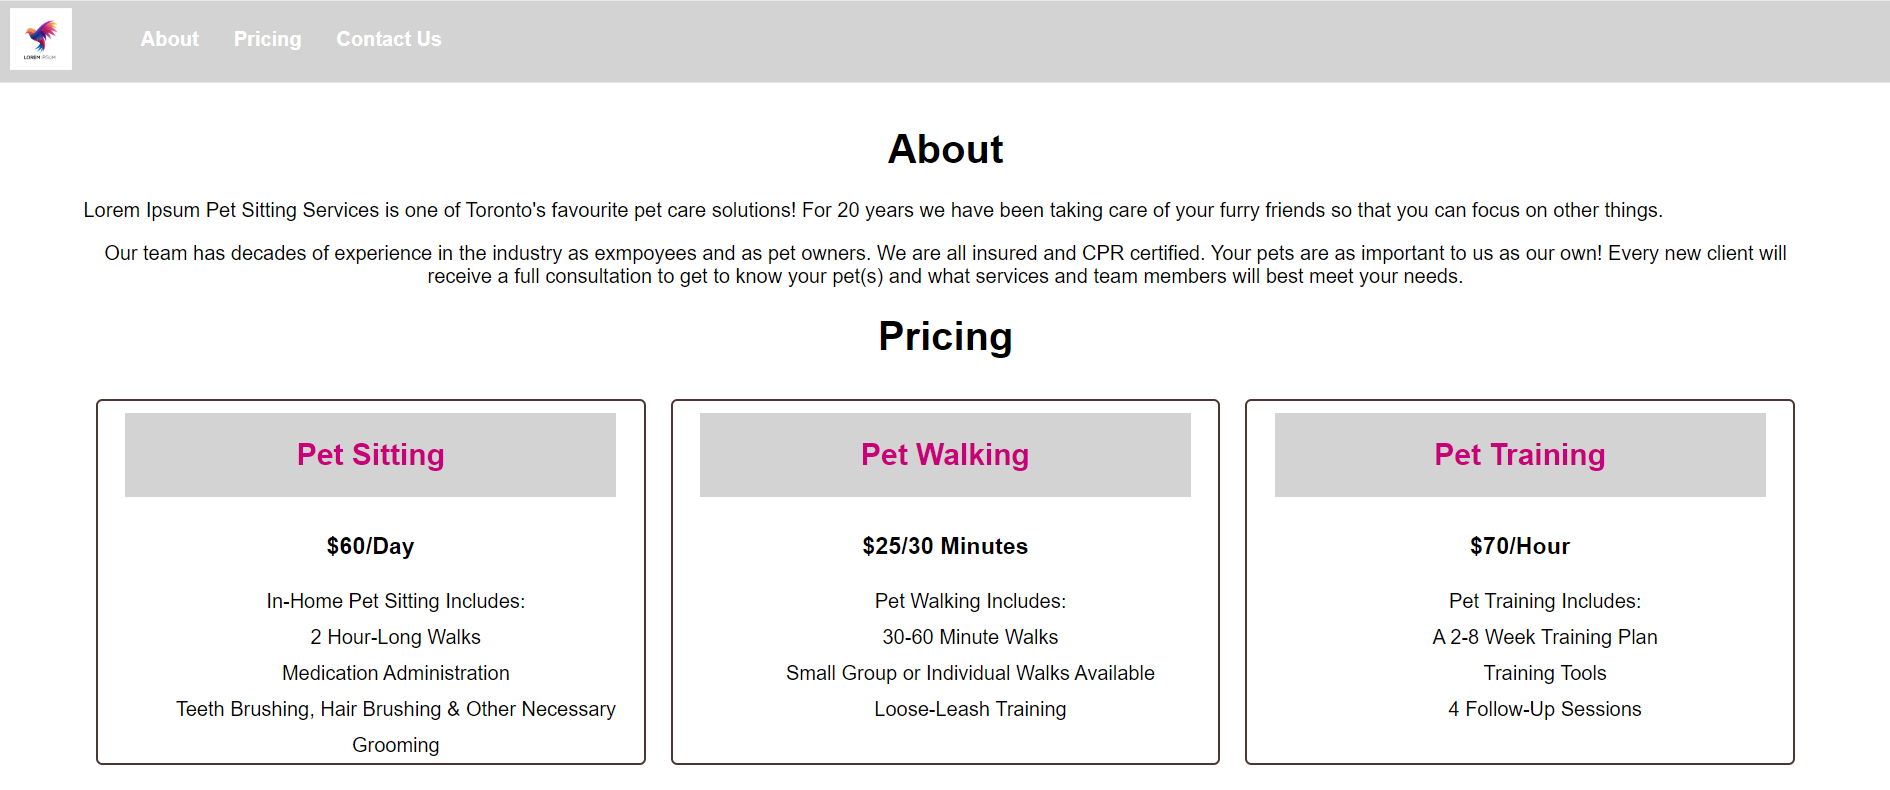 LOREM IPSUM
About Pricing Contact Us
About
Lorem Ipsum Pet Sitting Services is one of Toronto's favourite pet care solutions! For 20 years we have been taking care of your furry friends so that you can focus on other things.
Our team has decades of experience in the industry as exmpoyees and as pet owners. We are all insured and CPR certified. Your pets are as important to us as our own! Every new client will
receive a full consultation to get to know your pet(s) and what services and team members will best meet your needs.
Pricing
Pet Sitting
$60/Day
In-Home Pet Sitting Includes:
2 Hour-Long Walks
Medication Administration
Teeth Brushing, Hair Brushing & Other Necessary
Grooming
Pet Walking
$25/30 Minutes
Pet Walking Includes:
30-60 Minute Walks
Small Group or Individual Walks Available
Loose-Leash Training
Pet Training
$70/Hour
Pet Training Includes:
A 2-8 Week Training Plan
Training Tools
4 Follow-Up Sessions